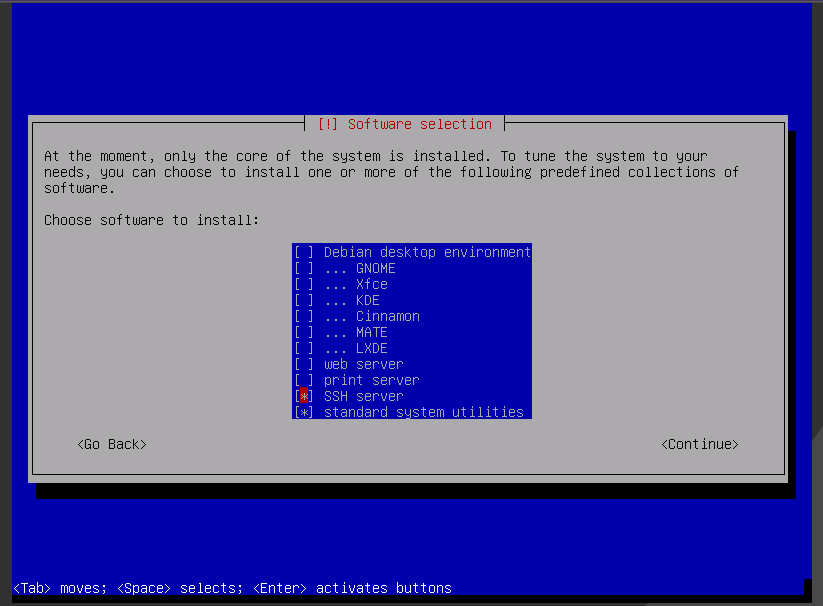 [!] Software selection
At the moment, only the core of the system is installed. To tune the system to your
needs, you can choose to install one or more of the following predefined collections of
software.
Choose software to install:
[ ] Debian desktop environment
[ ] ... GNOME
[ ] ... Xfce
[ ] ... KDE
[ ] ... Cinnamon
[ ] ... MATE
[ ] ... LXDE
[ ] web server
[ ] print server
[*] SSH server
[*] standard system utilities
<Go Back> <Continue>
<Tab> moves; <Space> selects; <Enter> activates buttons